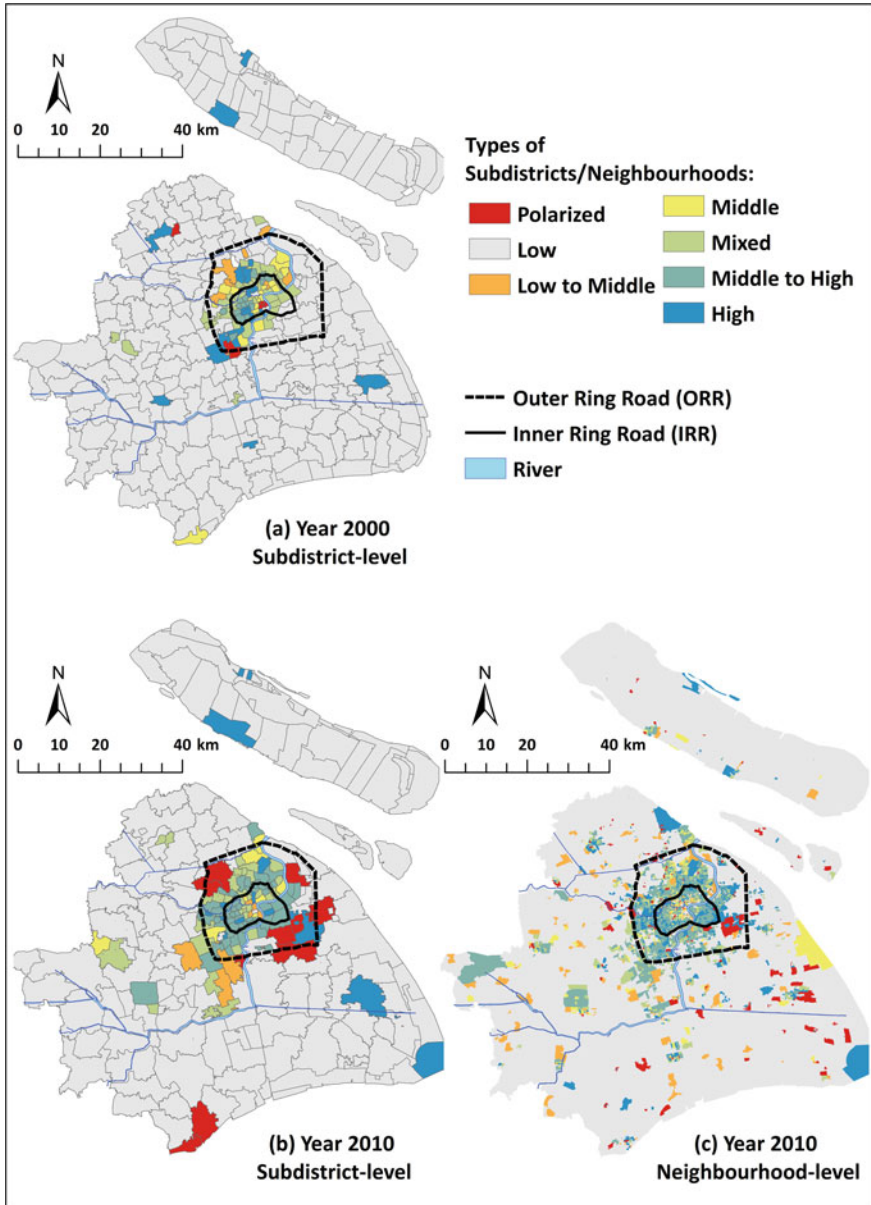 N
0 10 20 40 km
Types of
Subdistricts/Neighbourhoods:
Polarized
Low
Low to Middle
Middle
Mixed
Middle to High
High
Outer Ring Road (ORR)
Inner Ring Road (IRR)
River
(a) Year 2000
Subdistrict-level
N
0 20 40 km
(b) Year 2010
Subdistrict-level
N
0 10 20 40 km
(c) Year 2010
Neighbourhood-level